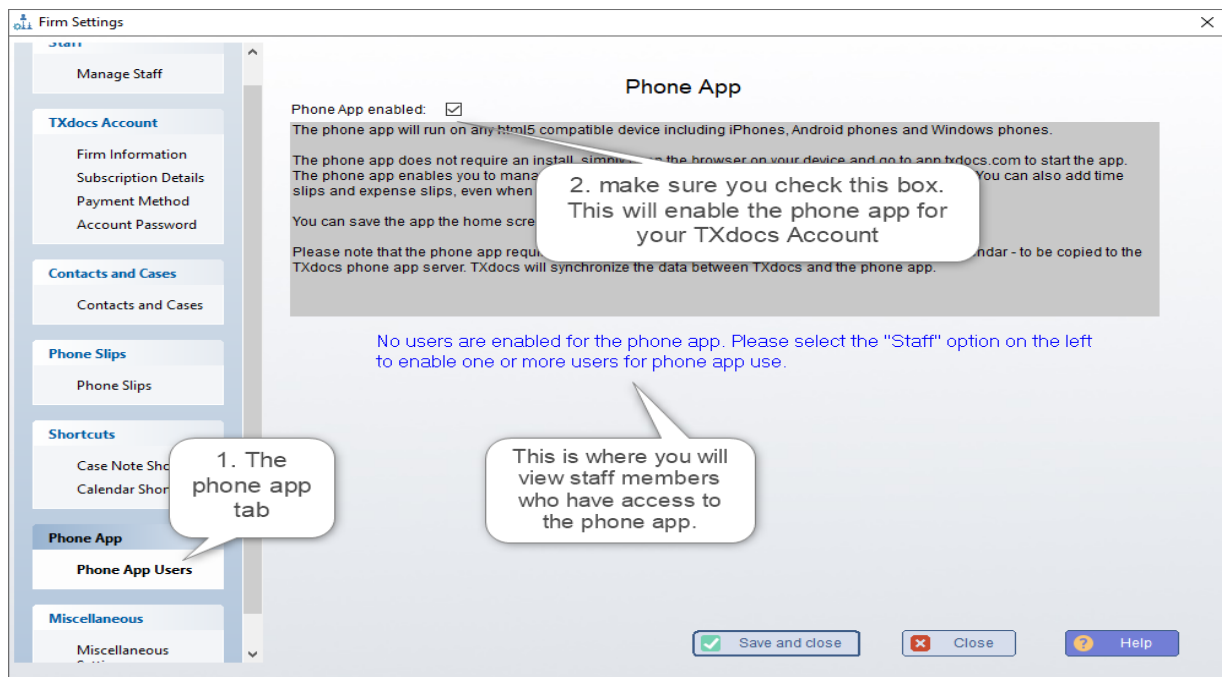 Firm Settings
Staff
Manage Staff
TXdocs Account
Firm Information
Subscription Details
Payment Method
Account Password
Contacts and Cases
Contacts and Cases
Phone Slips
Phone Slips
Shortcuts
Case Note Sho
Calendar Shor
Phone App
Phone App Users
Miscellaneous
Miscellaneous
1. The
phone app
tab
Phone App
Phone App enabled:
The phone app will run on any html5 compatible device including iPhones, Android phones and Windows phones.
The phone app does not require an install, simply the browser on your device and go to app.txdocs.com to start the app.
The phone app enables you to mana You can also add time
slips and expense slips, even when
You can save the app the home scre
Please note that the phone app requi ndar - to be copied to the
TXdocs phone app server. TXdocs will synchronize the data between TXdocs and the phone app.
2. make sure you check this box.
This will enable the phone app for
your TXdocs Account
No users are enabled for the phone app. Please select the "Staff" option on the left
to enable one or more users for phone app use.
This is where you will
view staff members
who have access to
the phone app.
Save and close
Close
Help